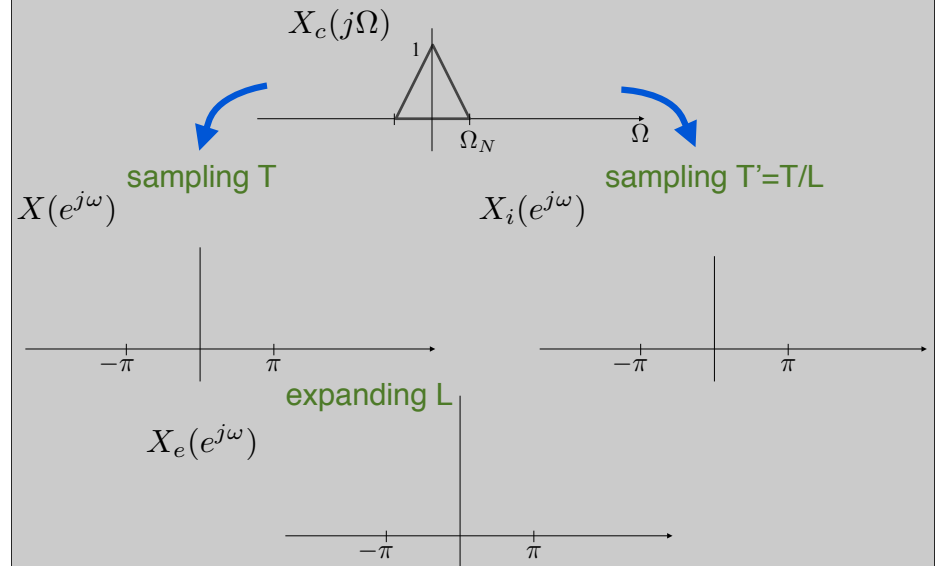 X_c(jΩ)
1
Ω_N
Ω
sampling T
sampling T'=T/L
X(e^{jω})
X_i(e^{jω})
−π
π
−π
π
expanding L
X_e(e^{jω})
−π
π